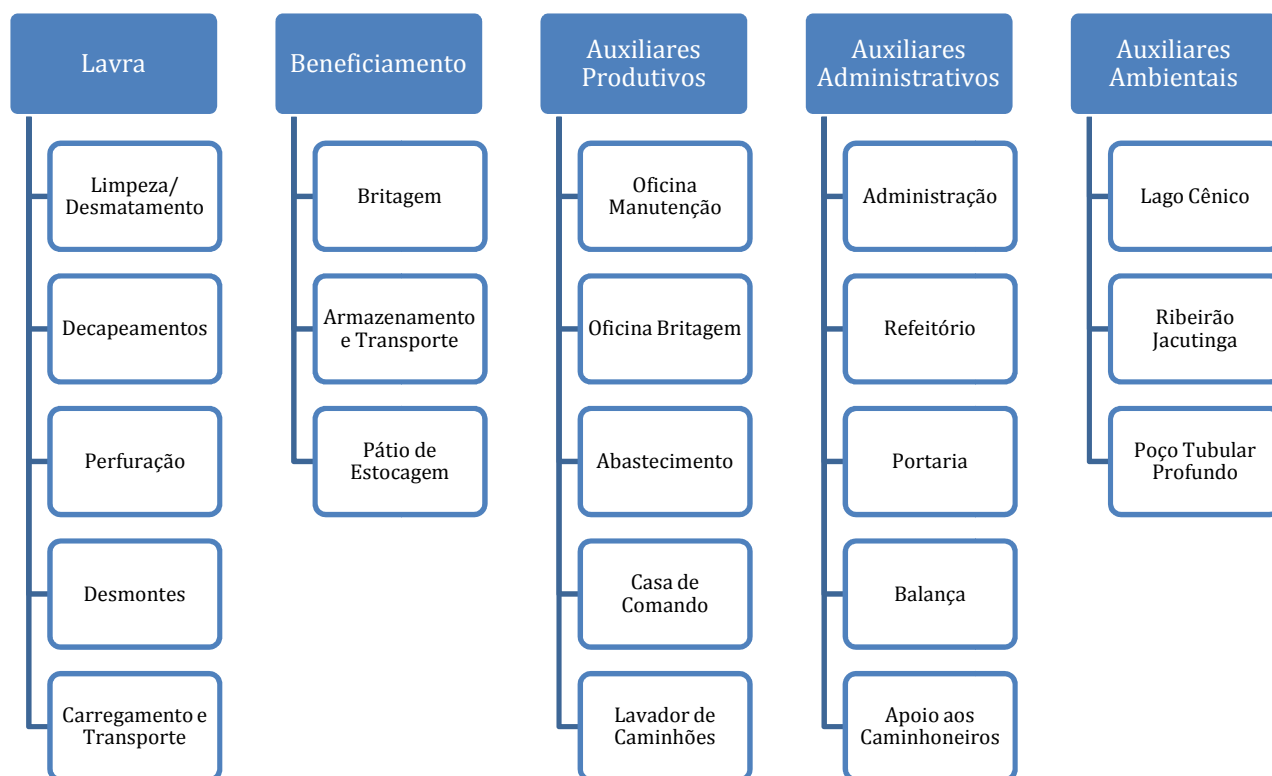 Lavra
Limpeza/
Desmatamento
Decapeamentos
Perfuração
Desmontes
Carregamento e
Transporte
Beneficiamento
Britagem
Armazenamento
e Transporte
Pátio de
Estocagem
Auxiliares
Produtivos
Oficina
Manutenção
Oficina Britagem
Abastecimento
Casa de
Comando
Lavador de
Caminhões
Auxiliares
Administrativos
Administração
Refeitório
Portaria
Balança
Apoio aos
Caminhoneiros
Auxiliares
Ambientais
Lago Cênico
Ribeirão
Jacutinga
Poço Tubular
Profundo